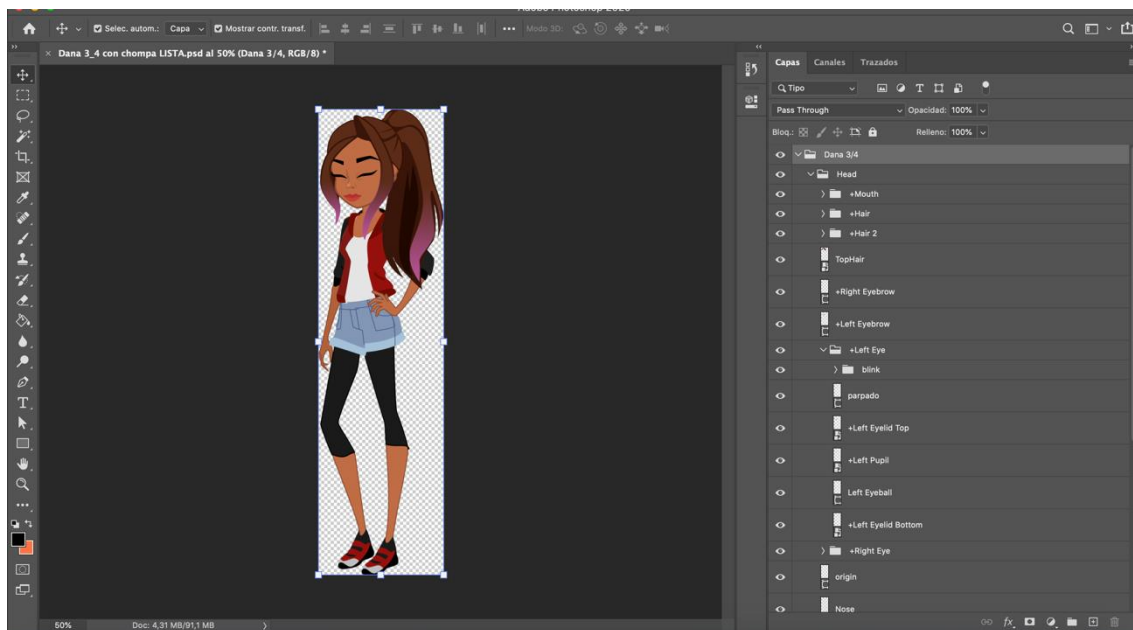 Selec. autom.: Capa Mostrar contr. transf. Modo 3D:
Dana 3_4 con chompa LISTA.psd al 50% (Dana 3/4, RGB/8) *
Capas Canales Trazados
Tipo
Pass Through Opacidad: 100%
Bloq.: Relleno: 100%
Dana 3/4
Head
+Mouth
+Hair
+Hair 2
TopHair
+Right Eyebrow
+Left Eyebrow
+Left Eye
blink
parpado
+Left Eyelid Top
+Left Pupil
Left Eyeball
+Left Eyelid Bottom
+Right Eye
origin
Nose
50% Doc: 4,31 MB/91,1 MB